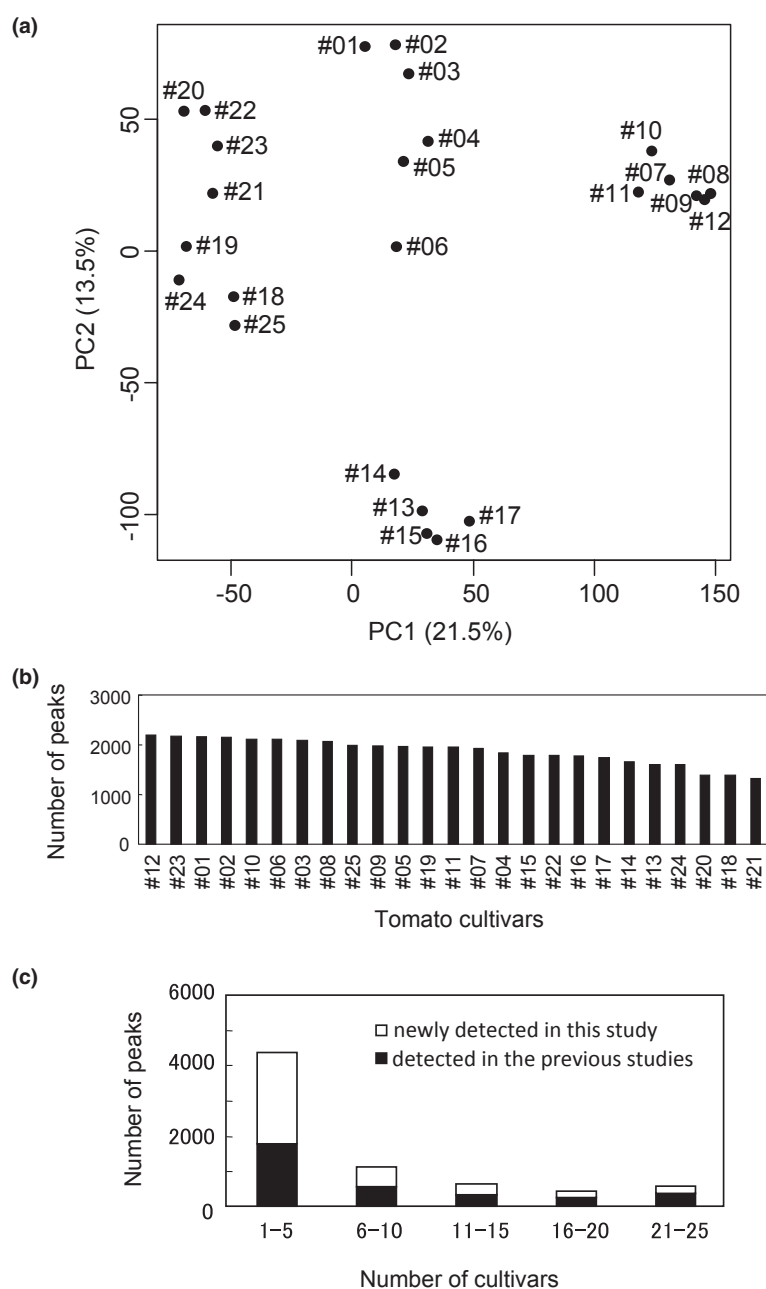 (a)
#01 #02
#03
#20
#22
#04
#10
#23
#05
#07 #08
#21
#11
#09
#12
#19
#06
#24
#18
#25
#14
#13
#17
#15
#16
50
0
-50
-100
PC2 (13.5%)
-50 0 50 100 150
PC1 (21.5%)
(b)
3000
2000
1000
0
Number of peaks
#12 #23 #01 #02 #10 #06 #03 #08 #25 #09 #05 #19 #11 #07 #04 #15 #22 #16 #17 #14 #13 #24 #20 #18 #21
Tomato cultivars
(c)
6000
4000
2000
0
Number of peaks
newly detected in this study
detected in the previous studies
1-5 6-10 11-15 16-20 21-25
Number of cultivars